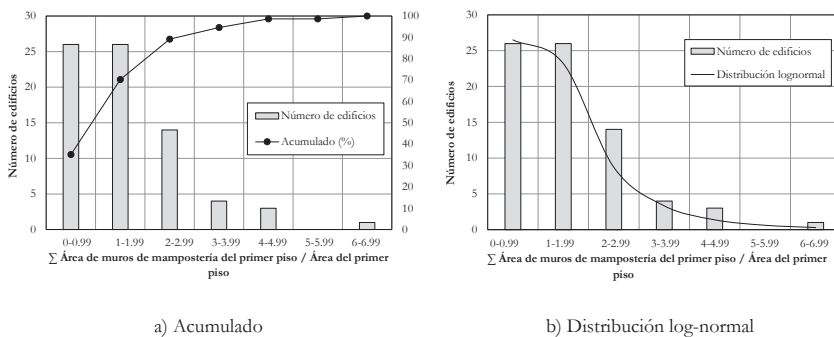 30
25
20
15
10
5
0
Número de edificios
100
90
80
70
60
50
40
30
20
10
0
Número de edificios
Acumulado (%)
0-0.99 1-1.99 2-2.99 3-3.99 4-4.99 5-5.99 6-6.99
∑ Área de muros de mampostería del primer piso / Área del primer
piso
a) Acumulado
30
25
20
15
10
5
0
Número de edificios
Número de edificios
Distribución lognormal
0-0.99 1-1.99 2-2.99 3-3.99 4-4.99 5-5.99 6-6.99
∑ Área de muros de mampostería del primer piso / Área del primer
piso
b) Distribución log-normal